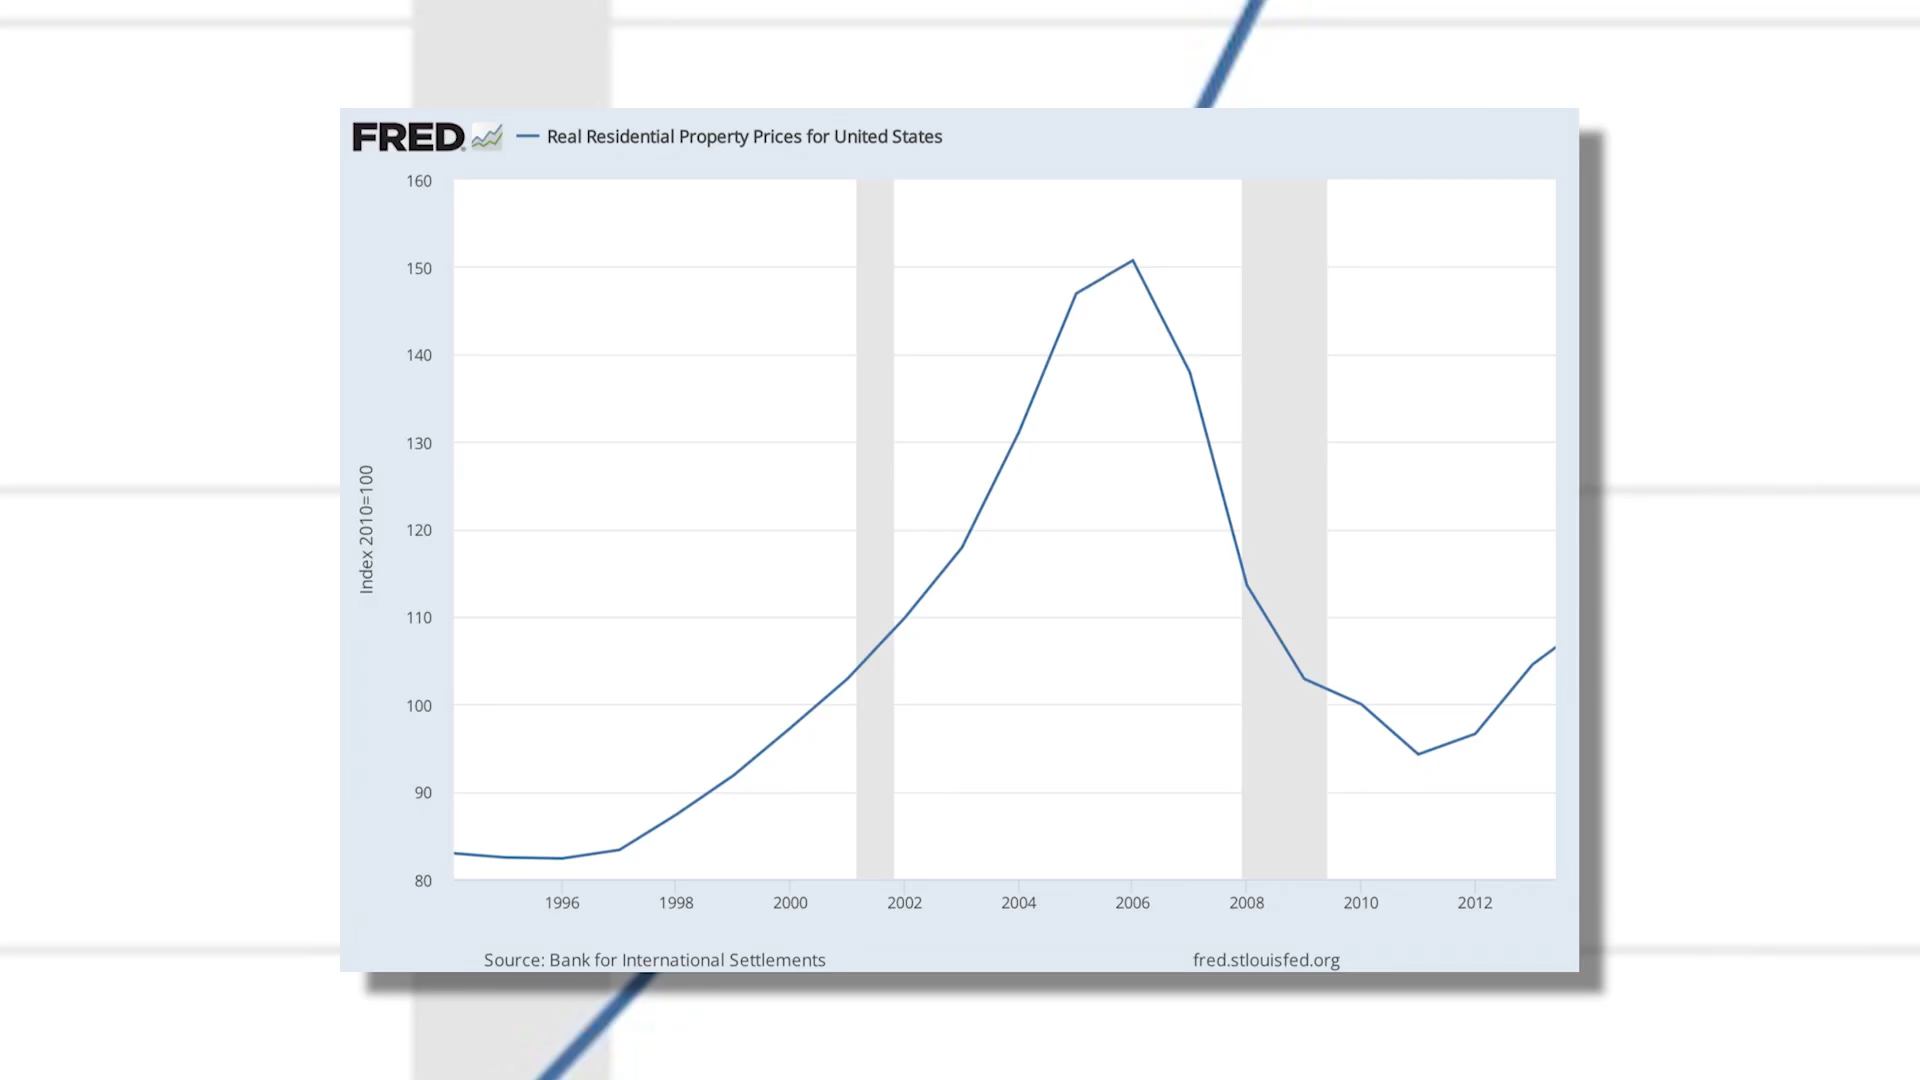 FRED
Real Residential Property Prices for United States
160
150
140
130
120
110
100
90
80
Index 2010=100
1996 1998 2000 2002 2004 2006 2008 2010 2012
Source: Bank for International Settlements
fred.stlouisfed.org